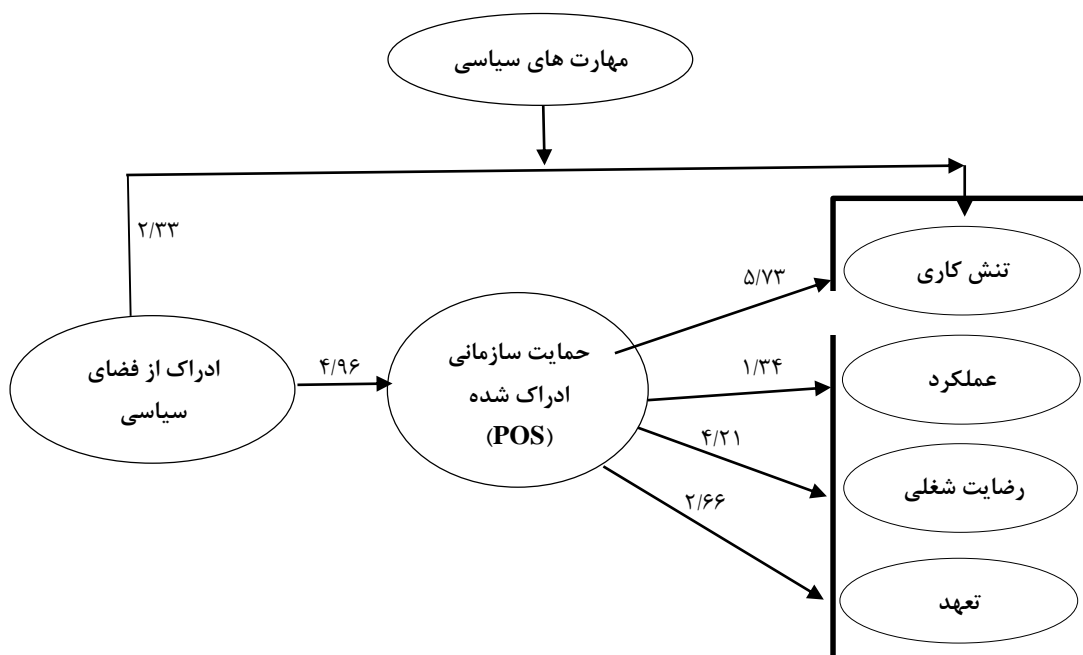 مهارت های سیاسی
۲/۳۳
تنش کاری
۵/۷۳
ادراک از فضای
سیاسی
۴/۹۶
حمایت سازمانی
ادراک شده
(POS)
۱/۳۴
عملکرد
۴/۲۱
رضایت شغلی
۲/۶۶
تعهد